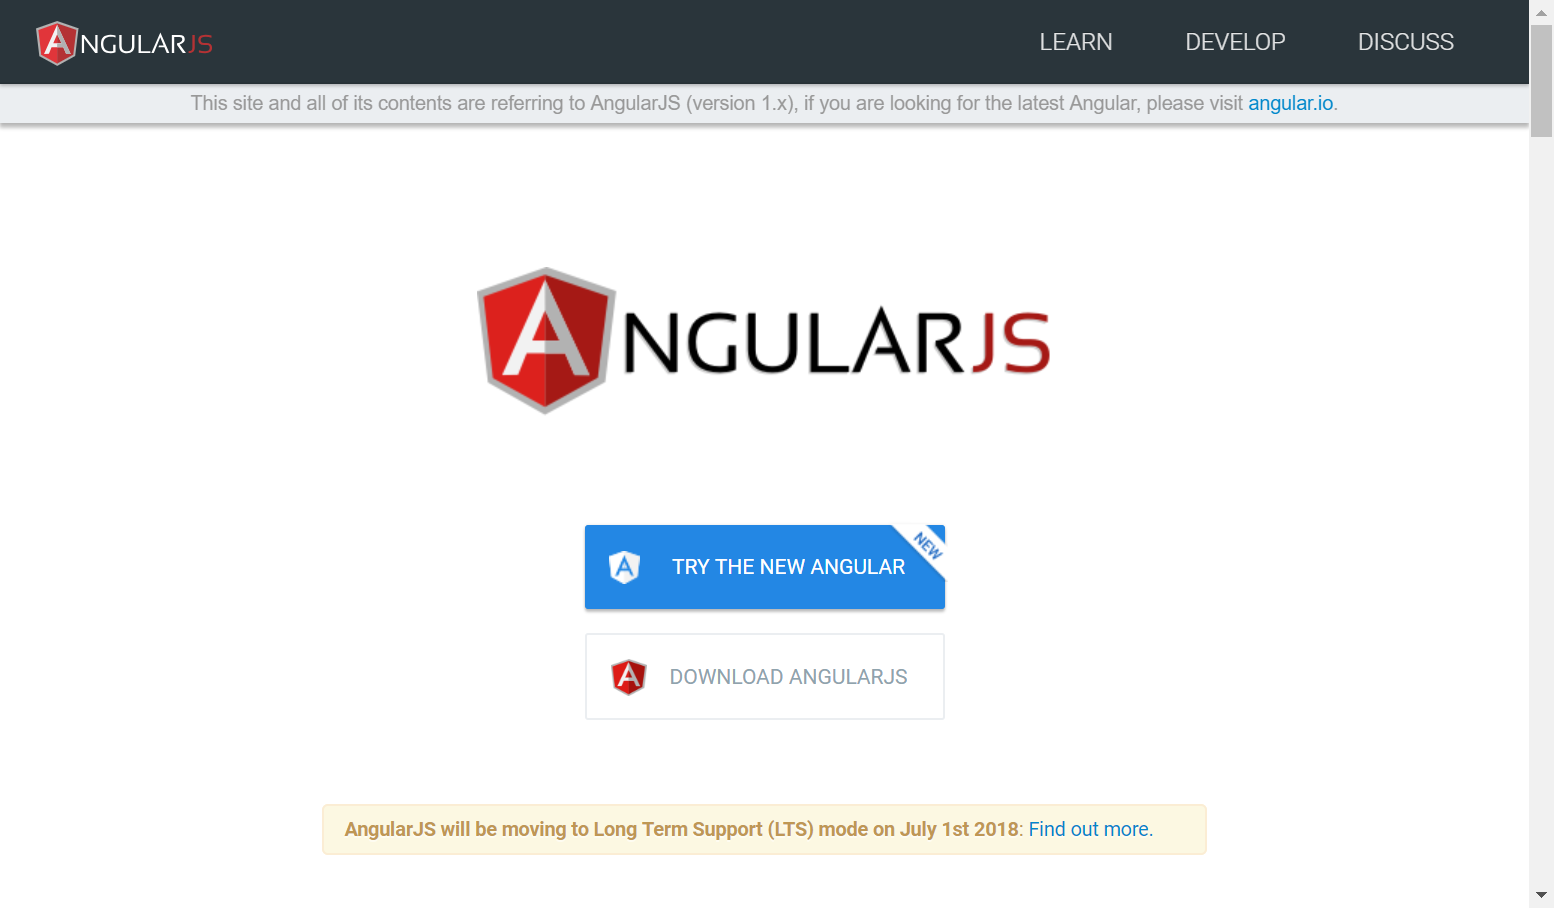 ANGULARJS
LEARN DEVELOP DISCUSS
This site and all of its contents are referring to AngularJS (version 1.x), if you are looking for the latest Angular, please visit angular.io.
ANGULARJS
NEW
TRY THE NEW ANGULAR
DOWNLOAD ANGULARJS
AngularJS will be moving to Long Term Support (LTS) mode on July 1st 2018: Find out more.